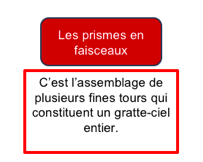 Les prismes en
faisceaux
C’est l’assemblage de
plusieurs fines tours qui
constituent un gratte-ciel
entier.